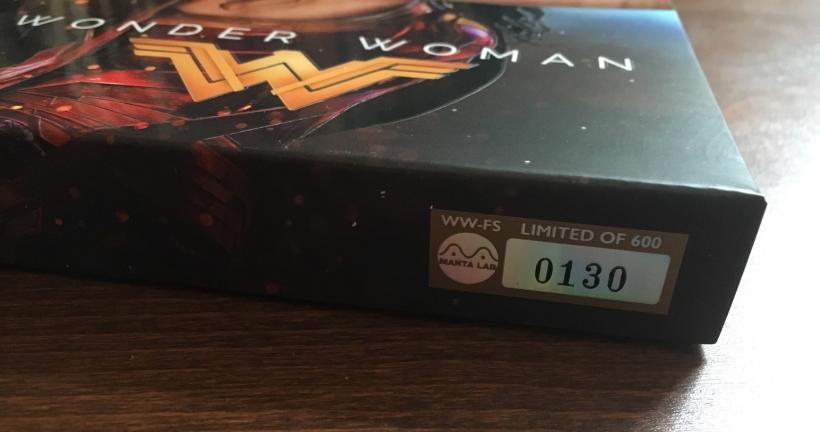 WONDER WOMAN
WW-FS LIMITED OF 600
MANTA LAB
0130